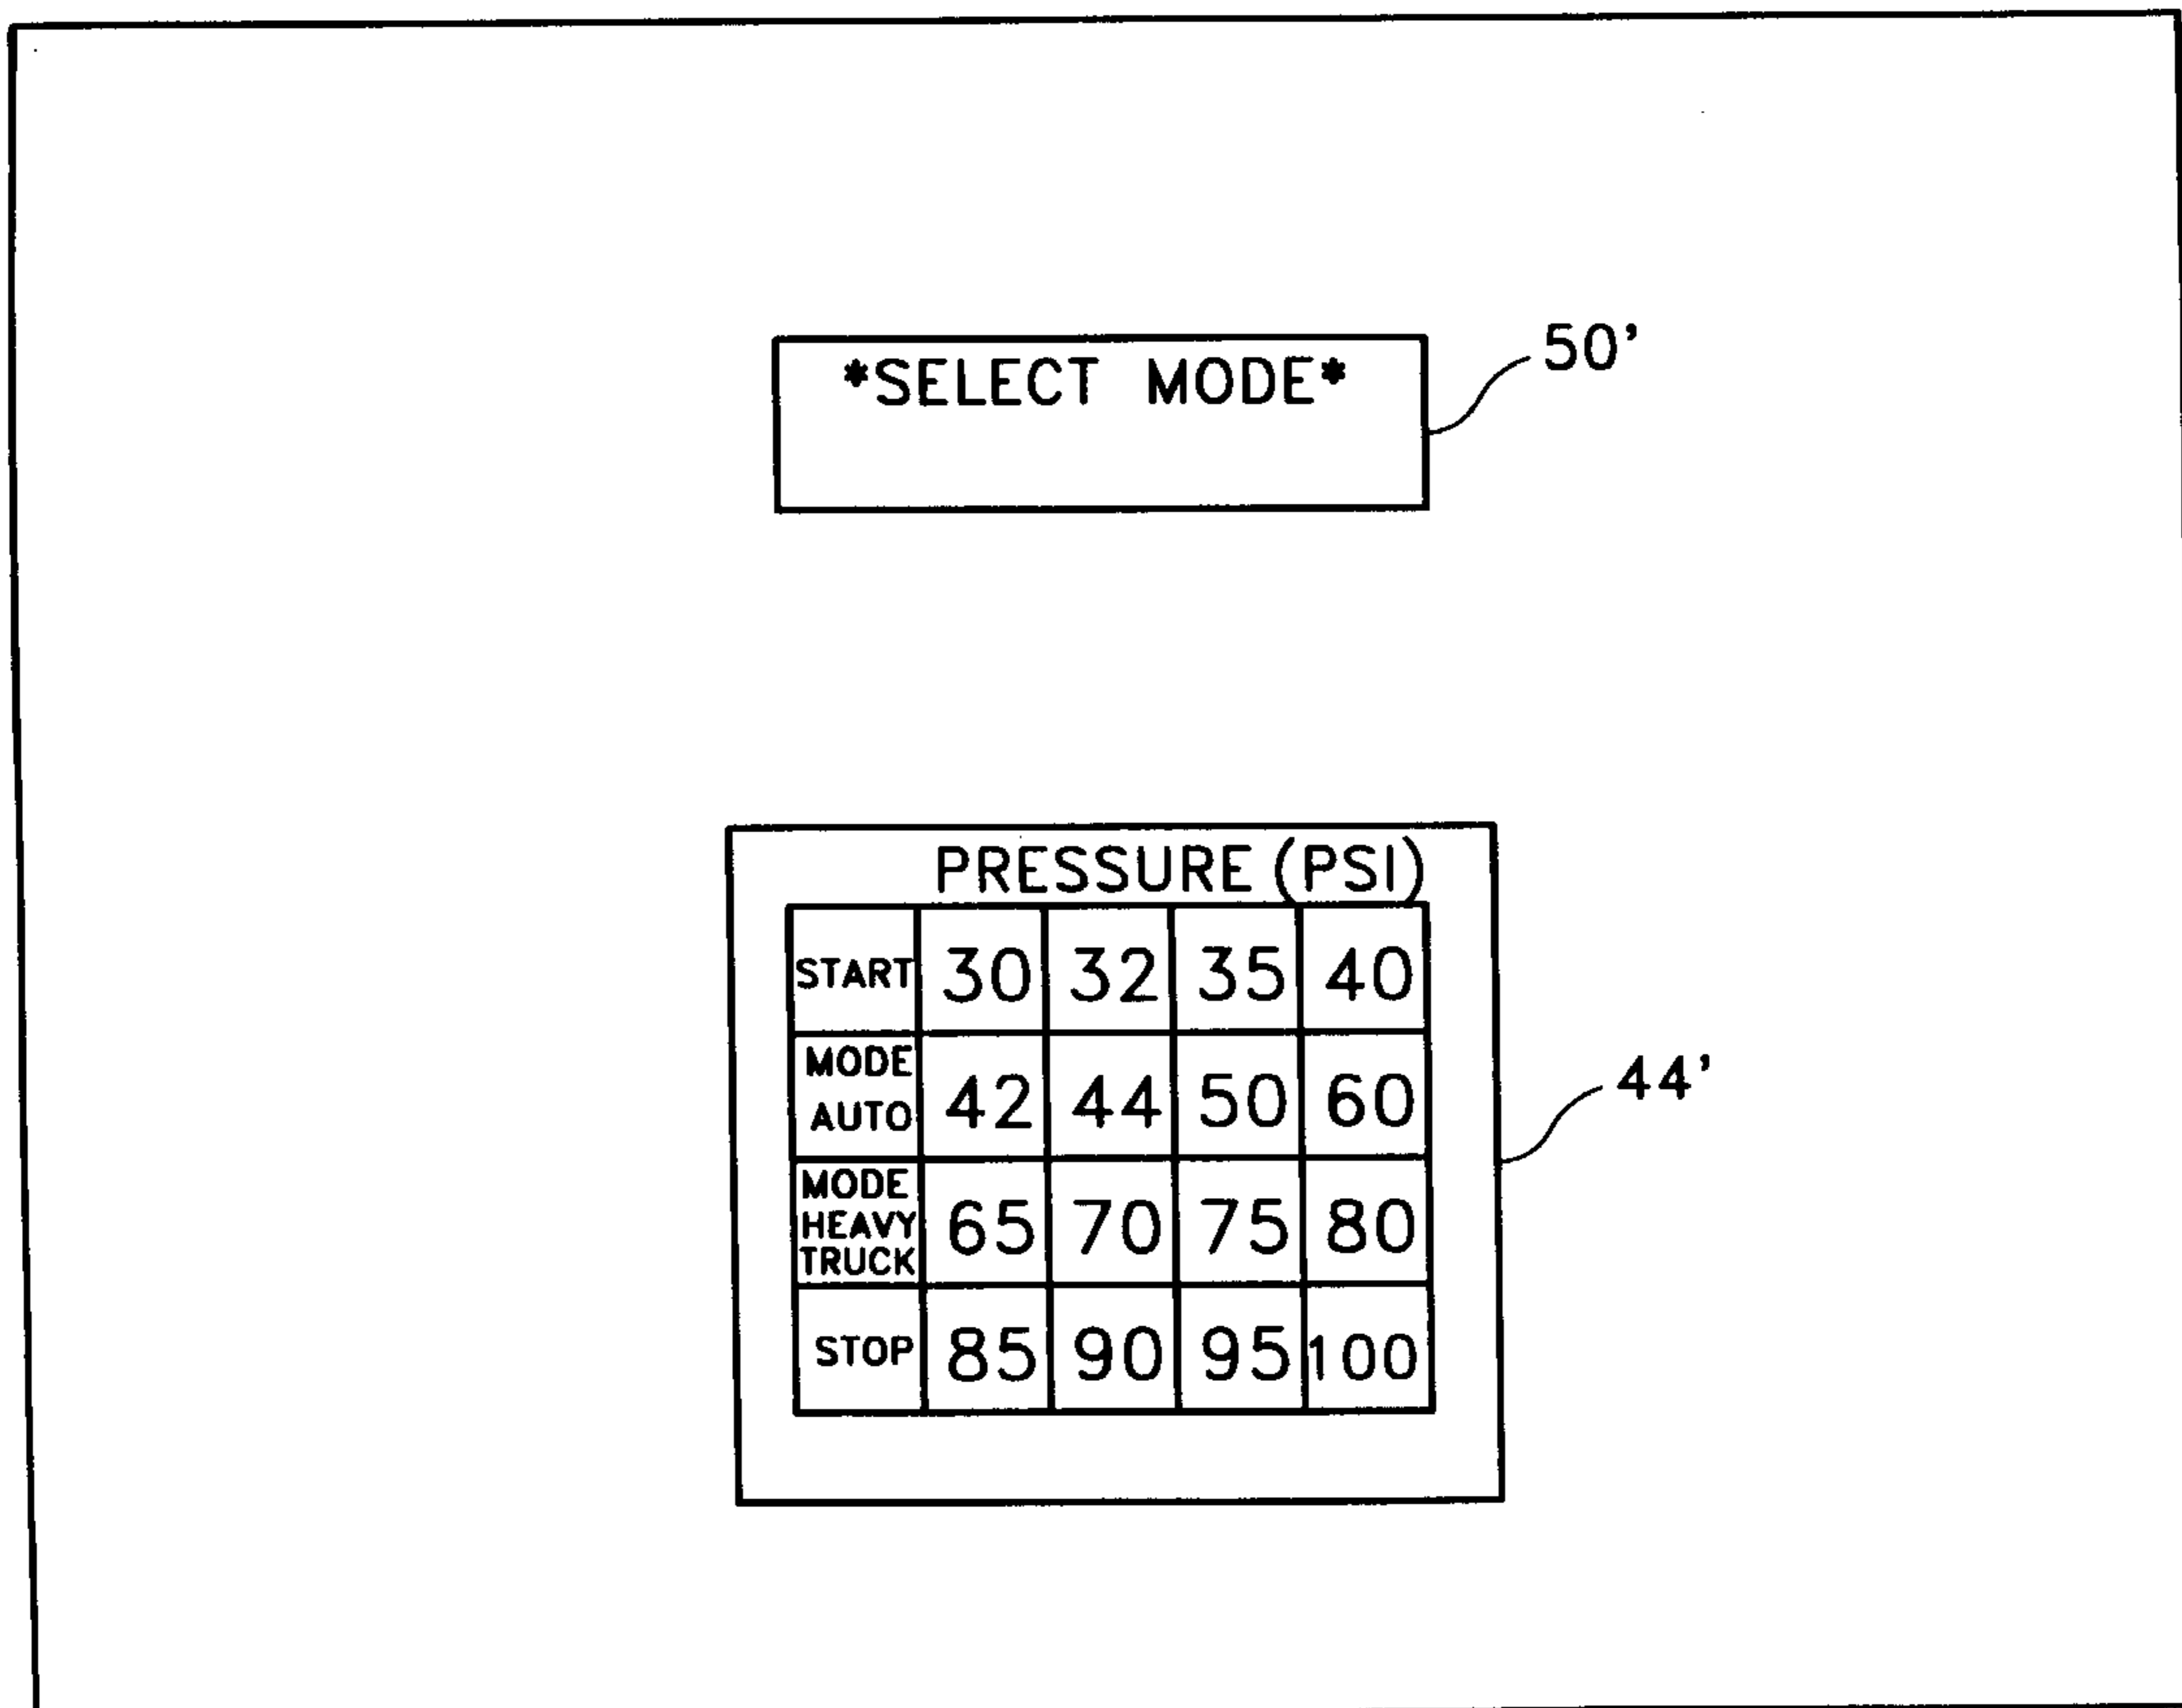 *SELECT MODE*
50'
PRESSURE (PSI)
START 30 32 35 40
MODE AUTO 42 44 50 60
MODE HEAVY TRUCK 65 70 75 80
STOP 85 90 95 100
44'